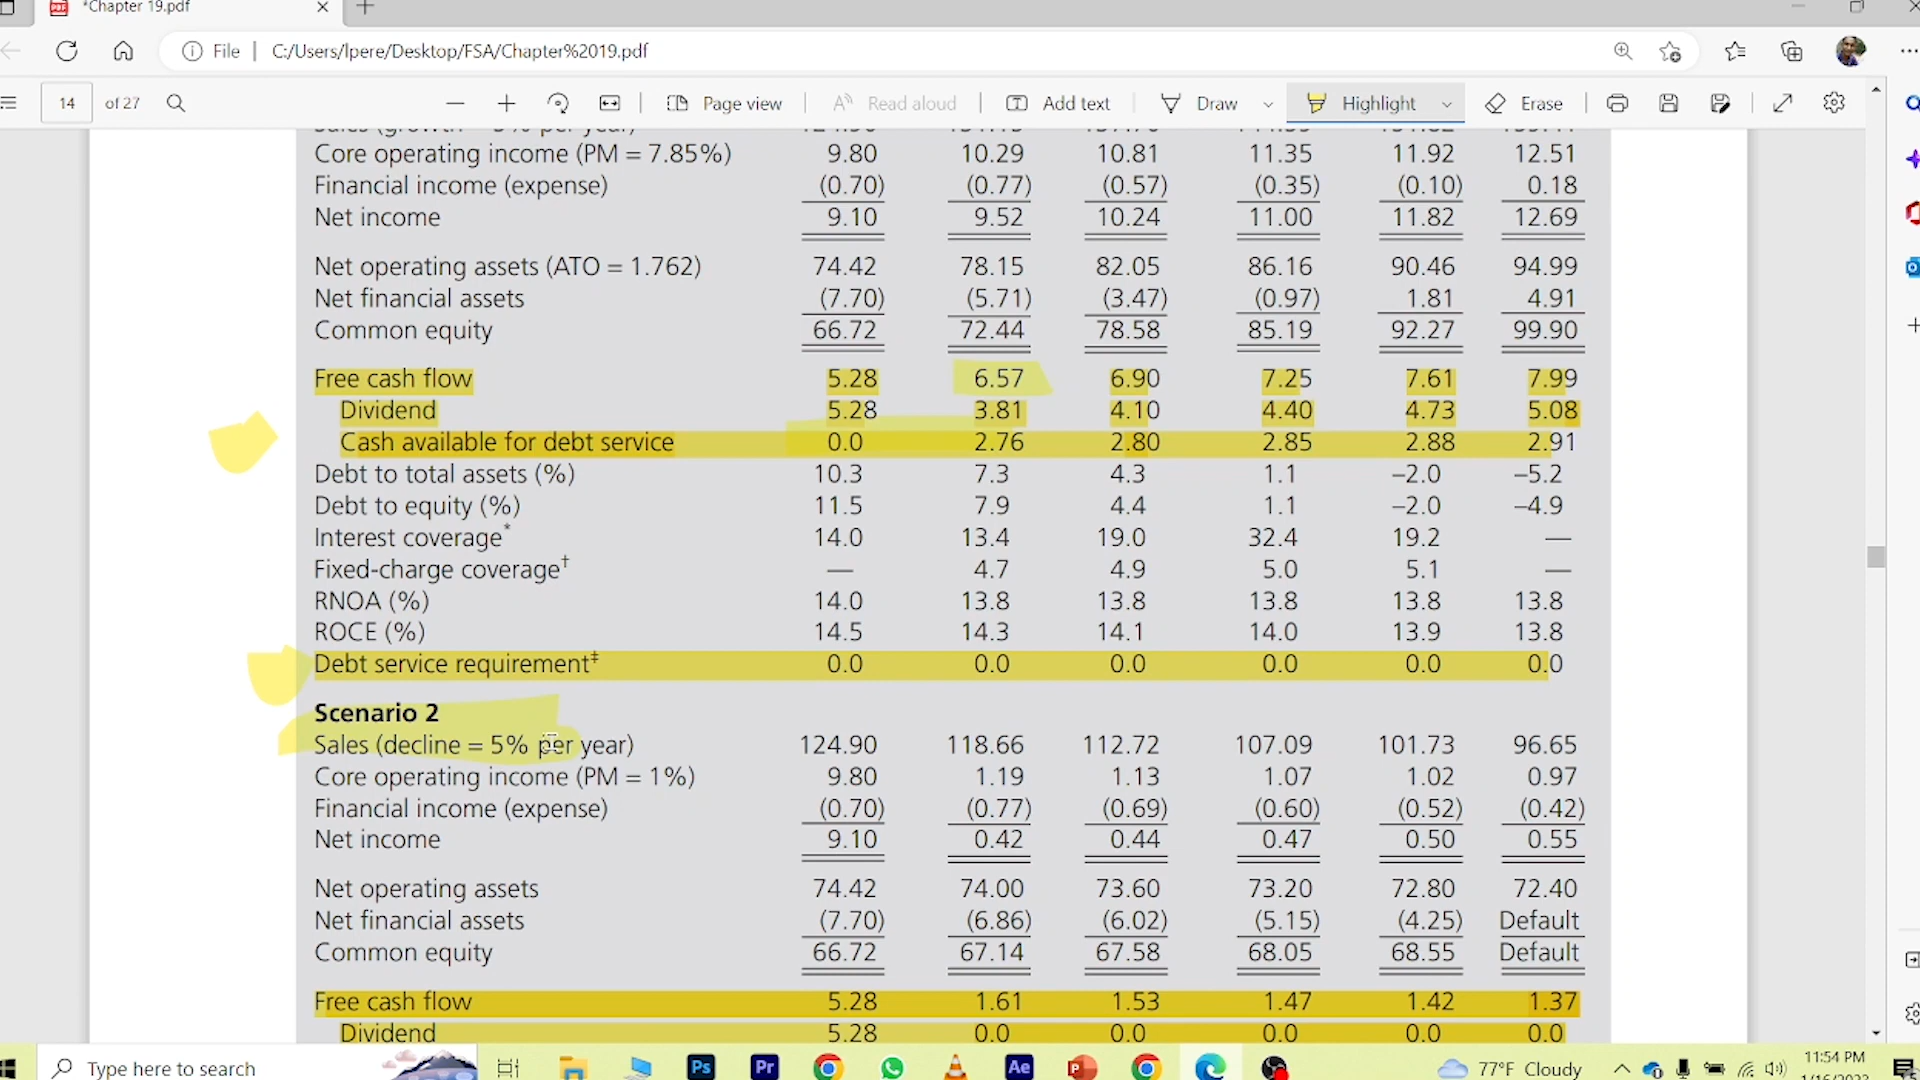 *Chapter 19.pdf
File | C:/Users/lpere/Desktop/FSA/Chapter%2019.pdf
14 of 27 Page view Read aloud Add text Draw Highlight Erase
Core operating income (PM = 7.85%) 9.80 10.29 10.81 11.35 11.92 12.51
Financial income (expense) (0.70) (0.77) (0.57) (0.35) (0.10) 0.18
Net income 9.10 9.52 10.24 11.00 11.82 12.69
Net operating assets (ATO = 1.762) 74.42 78.15 82.05 86.16 90.46 94.99
Net financial assets (7.70) (5.71) (3.47) (0.97) 1.81 4.91
Common equity 66.72 72.44 78.58 85.19 92.27 99.90
Free cash flow 5.28 6.57 6.90 7.25 7.61 7.99
Dividend 5.28 3.81 4.10 4.40 4.73 5.08
Cash available for debt service 0.0 2.76 2.80 2.85 2.88 2.91
Debt to total assets (%) 10.3 7.3 4.3 1.1 –2.0 –5.2
Debt to equity (%) 11.5 7.9 4.4 1.1 –2.0 –4.9
Interest coverage* 14.0 13.4 19.0 32.4 19.2 —
Fixed-charge coverage† — 4.7 4.9 5.0 5.1 —
RNOA (%) 14.0 13.8 13.8 13.8 13.8 13.8
ROCE (%) 14.5 14.3 14.1 14.0 13.9 13.8
Debt service requirement‡ 0.0 0.0 0.0 0.0 0.0 0.0
Scenario 2
Sales (decline = 5% per year) 124.90 118.66 112.72 107.09 101.73 96.65
Core operating income (PM = 1%) 9.80 1.19 1.13 1.07 1.02 0.97
Financial income (expense) (0.70) (0.77) (0.69) (0.60) (0.52) (0.42)
Net income 9.10 0.42 0.44 0.47 0.50 0.55
Net operating assets 74.42 74.00 73.60 73.20 72.80 72.40
Net financial assets (7.70) (6.86) (6.02) (5.15) (4.25) Default
Common equity 66.72 67.14 67.58 68.05 68.55 Default
Free cash flow 5.28 1.61 1.53 1.47 1.42 1.37
Dividend 5.28 0.0 0.0 0.0 0.0 0.0
Type here to search Ps Pr Ae 77°F Cloudy 11:54 PM